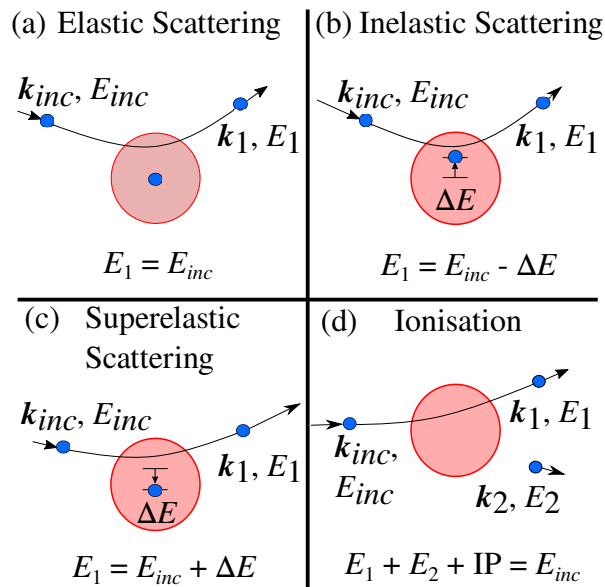 (a) Elastic Scattering
k_inc, E_inc
k_1, E_1
E_1 = E_inc
(b) Inelastic Scattering
k_inc, E_inc
k_1, E_1
ΔE
E_1 = E_inc - ΔE
(c) Superelastic
Scattering
k_inc, E_inc
k_1, E_1
ΔE
E_1 = E_inc + ΔE
(d) Ionisation
k_1, E_1
k_inc,
E_inc
k_2, E_2
E_1 + E_2 + IP = E_inc